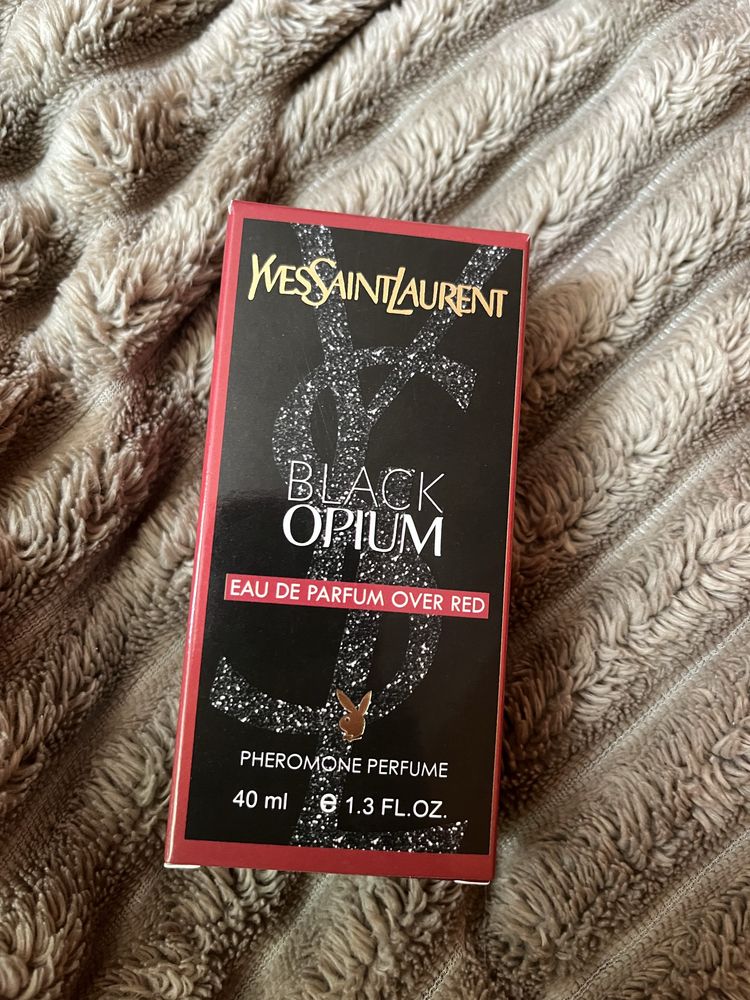 YVESSAINTLAURENT
BLACK
OPIUM
EAU DE PARFUM OVER RED
PHEROMONE PERFUME
40 ml e 1.3 FL.OZ.